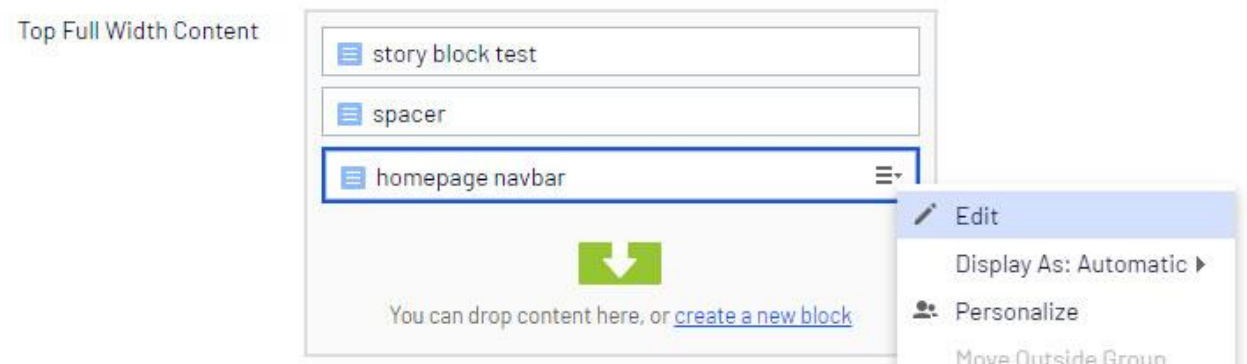 Top Full Width Content
story block test
spacer
homepage navbar
Edit
Display As: Automatic
Personalize
You can drop content here, or create a new block
Move Outside Group